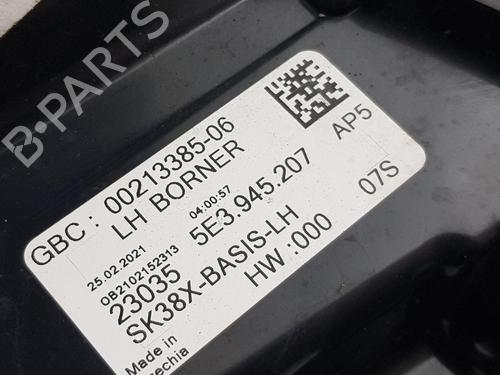 B-PARTS
GBC: 00213385-06
LH BORNER
25.02.2021 04:00:57
0B2102152313
23035 5E3.945.207 AP5
SK38X-BASIS-LH 07S
HW :000
Made in